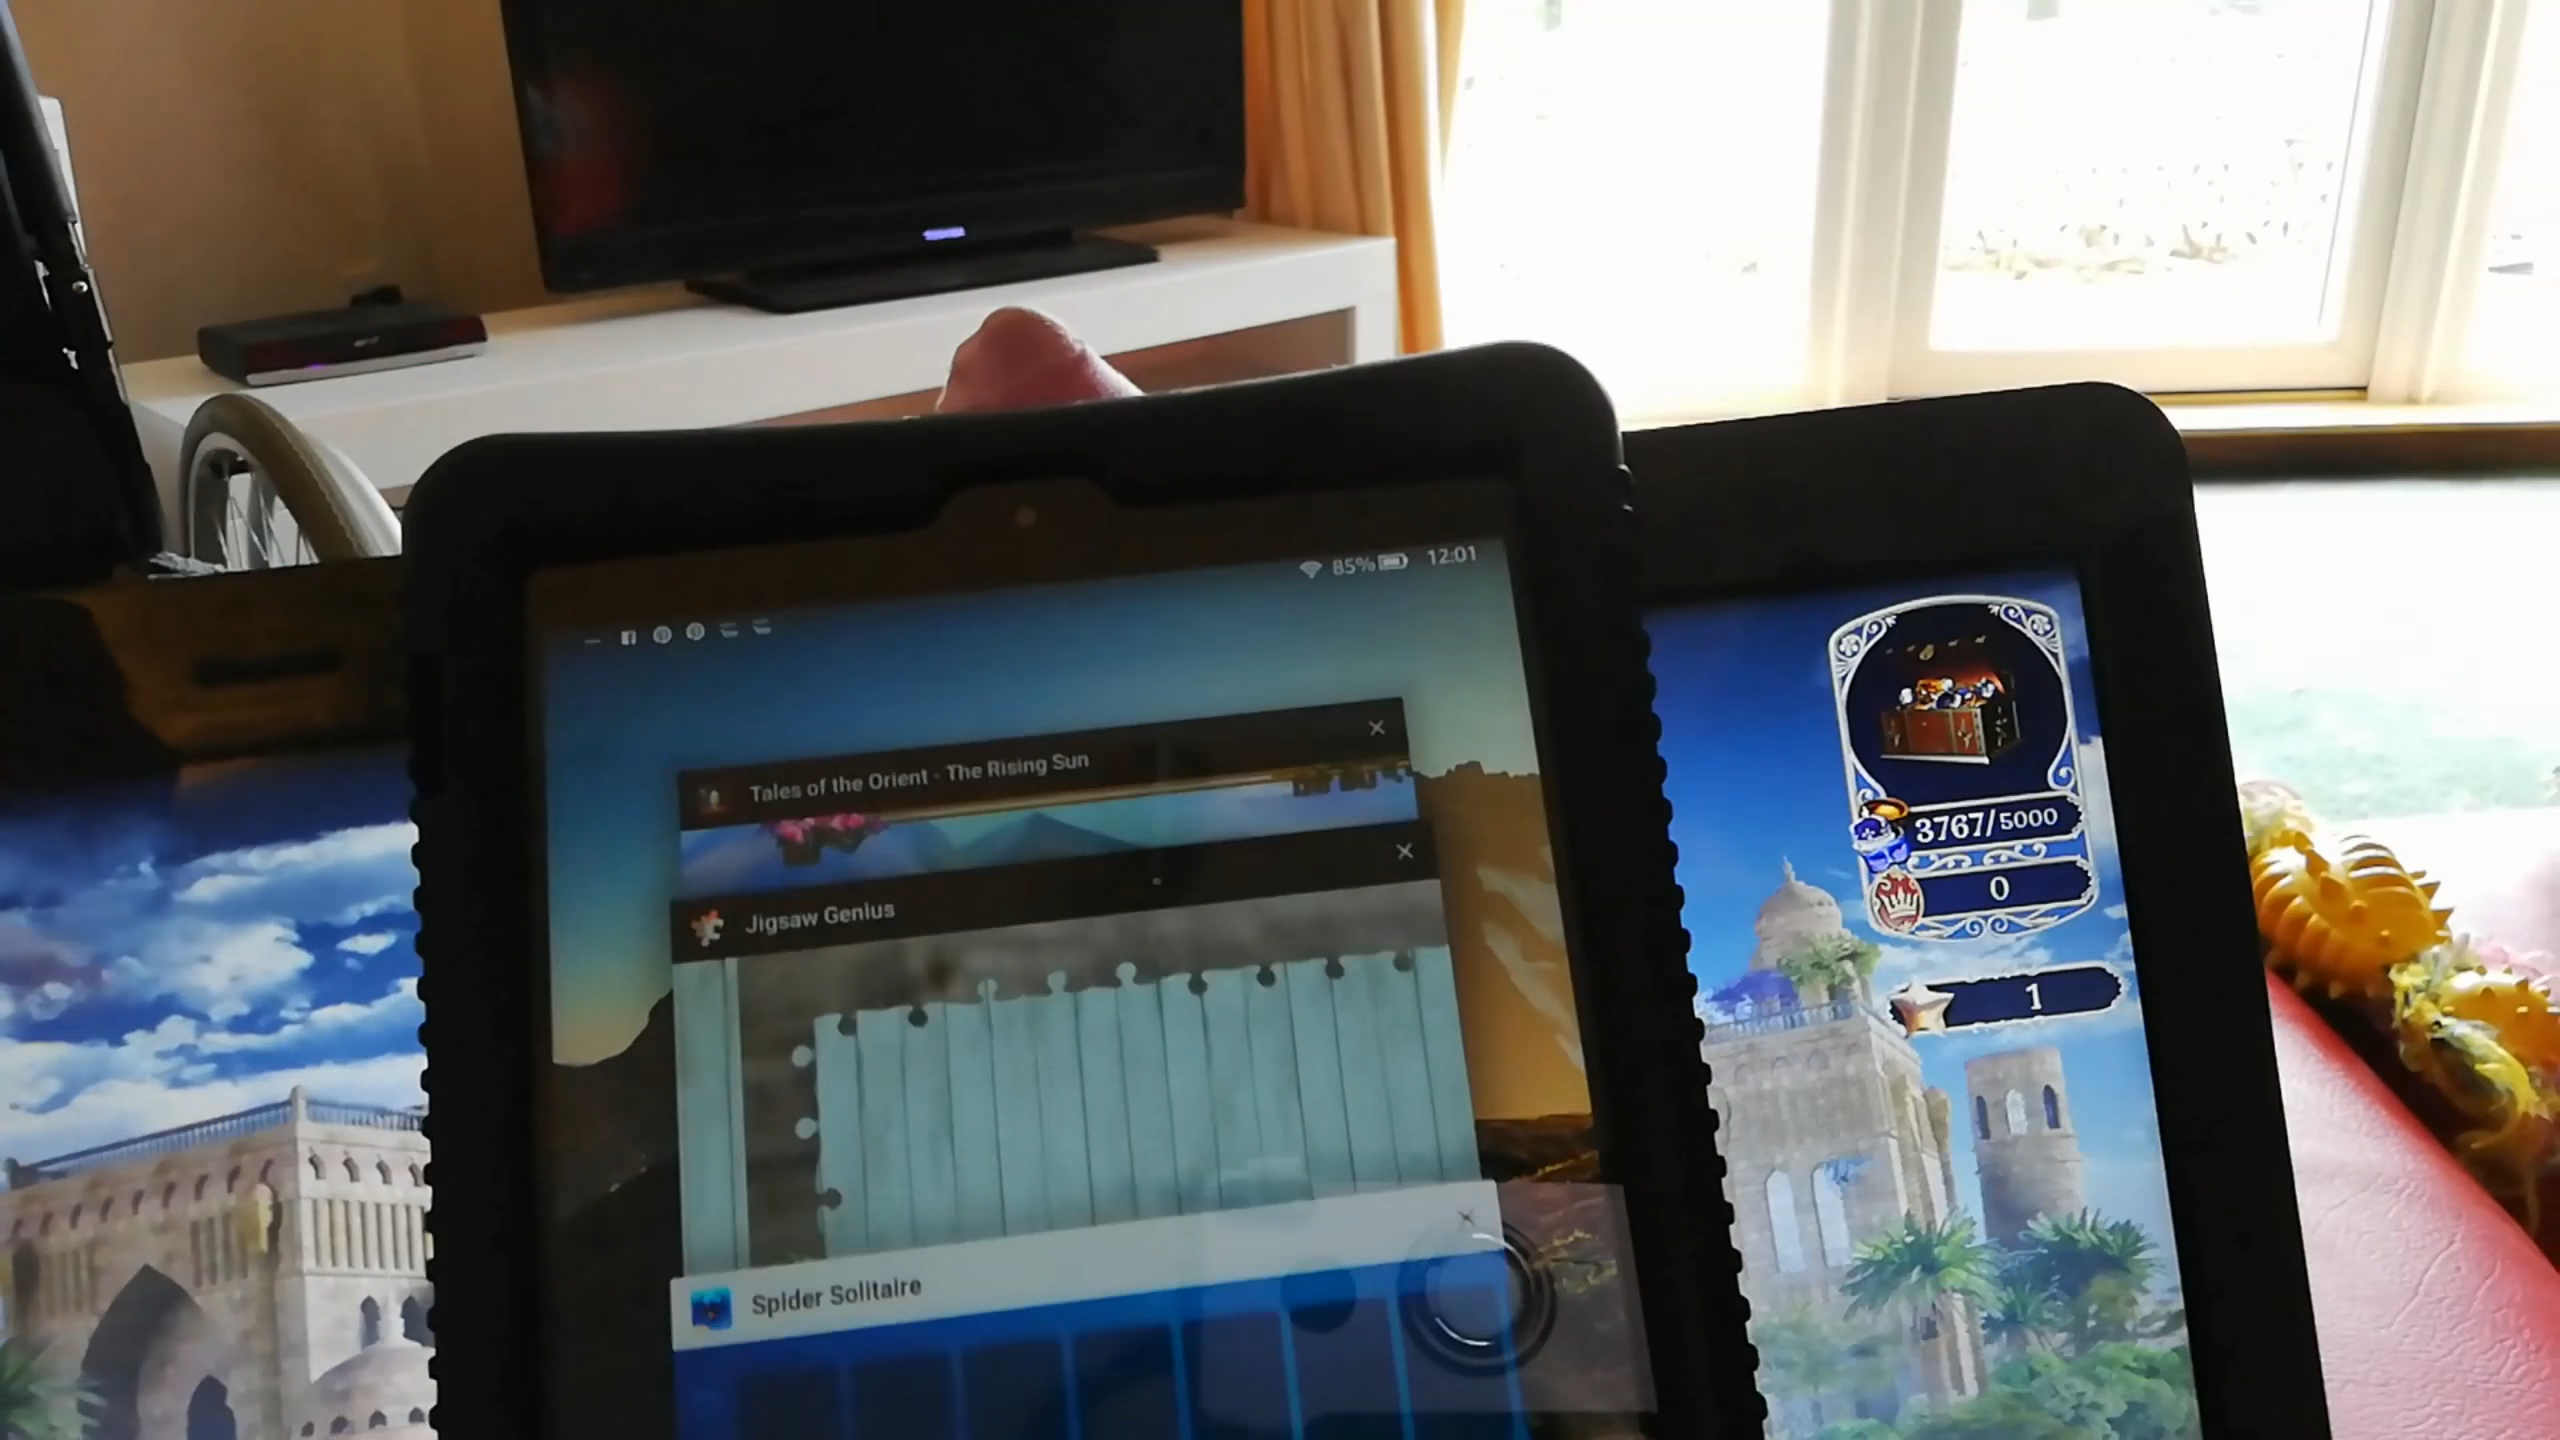 85% 12:01
Tales of the Orient - The Rising Sun
Jigsaw Genius
Spider Solitaire
3767/5000
0
1